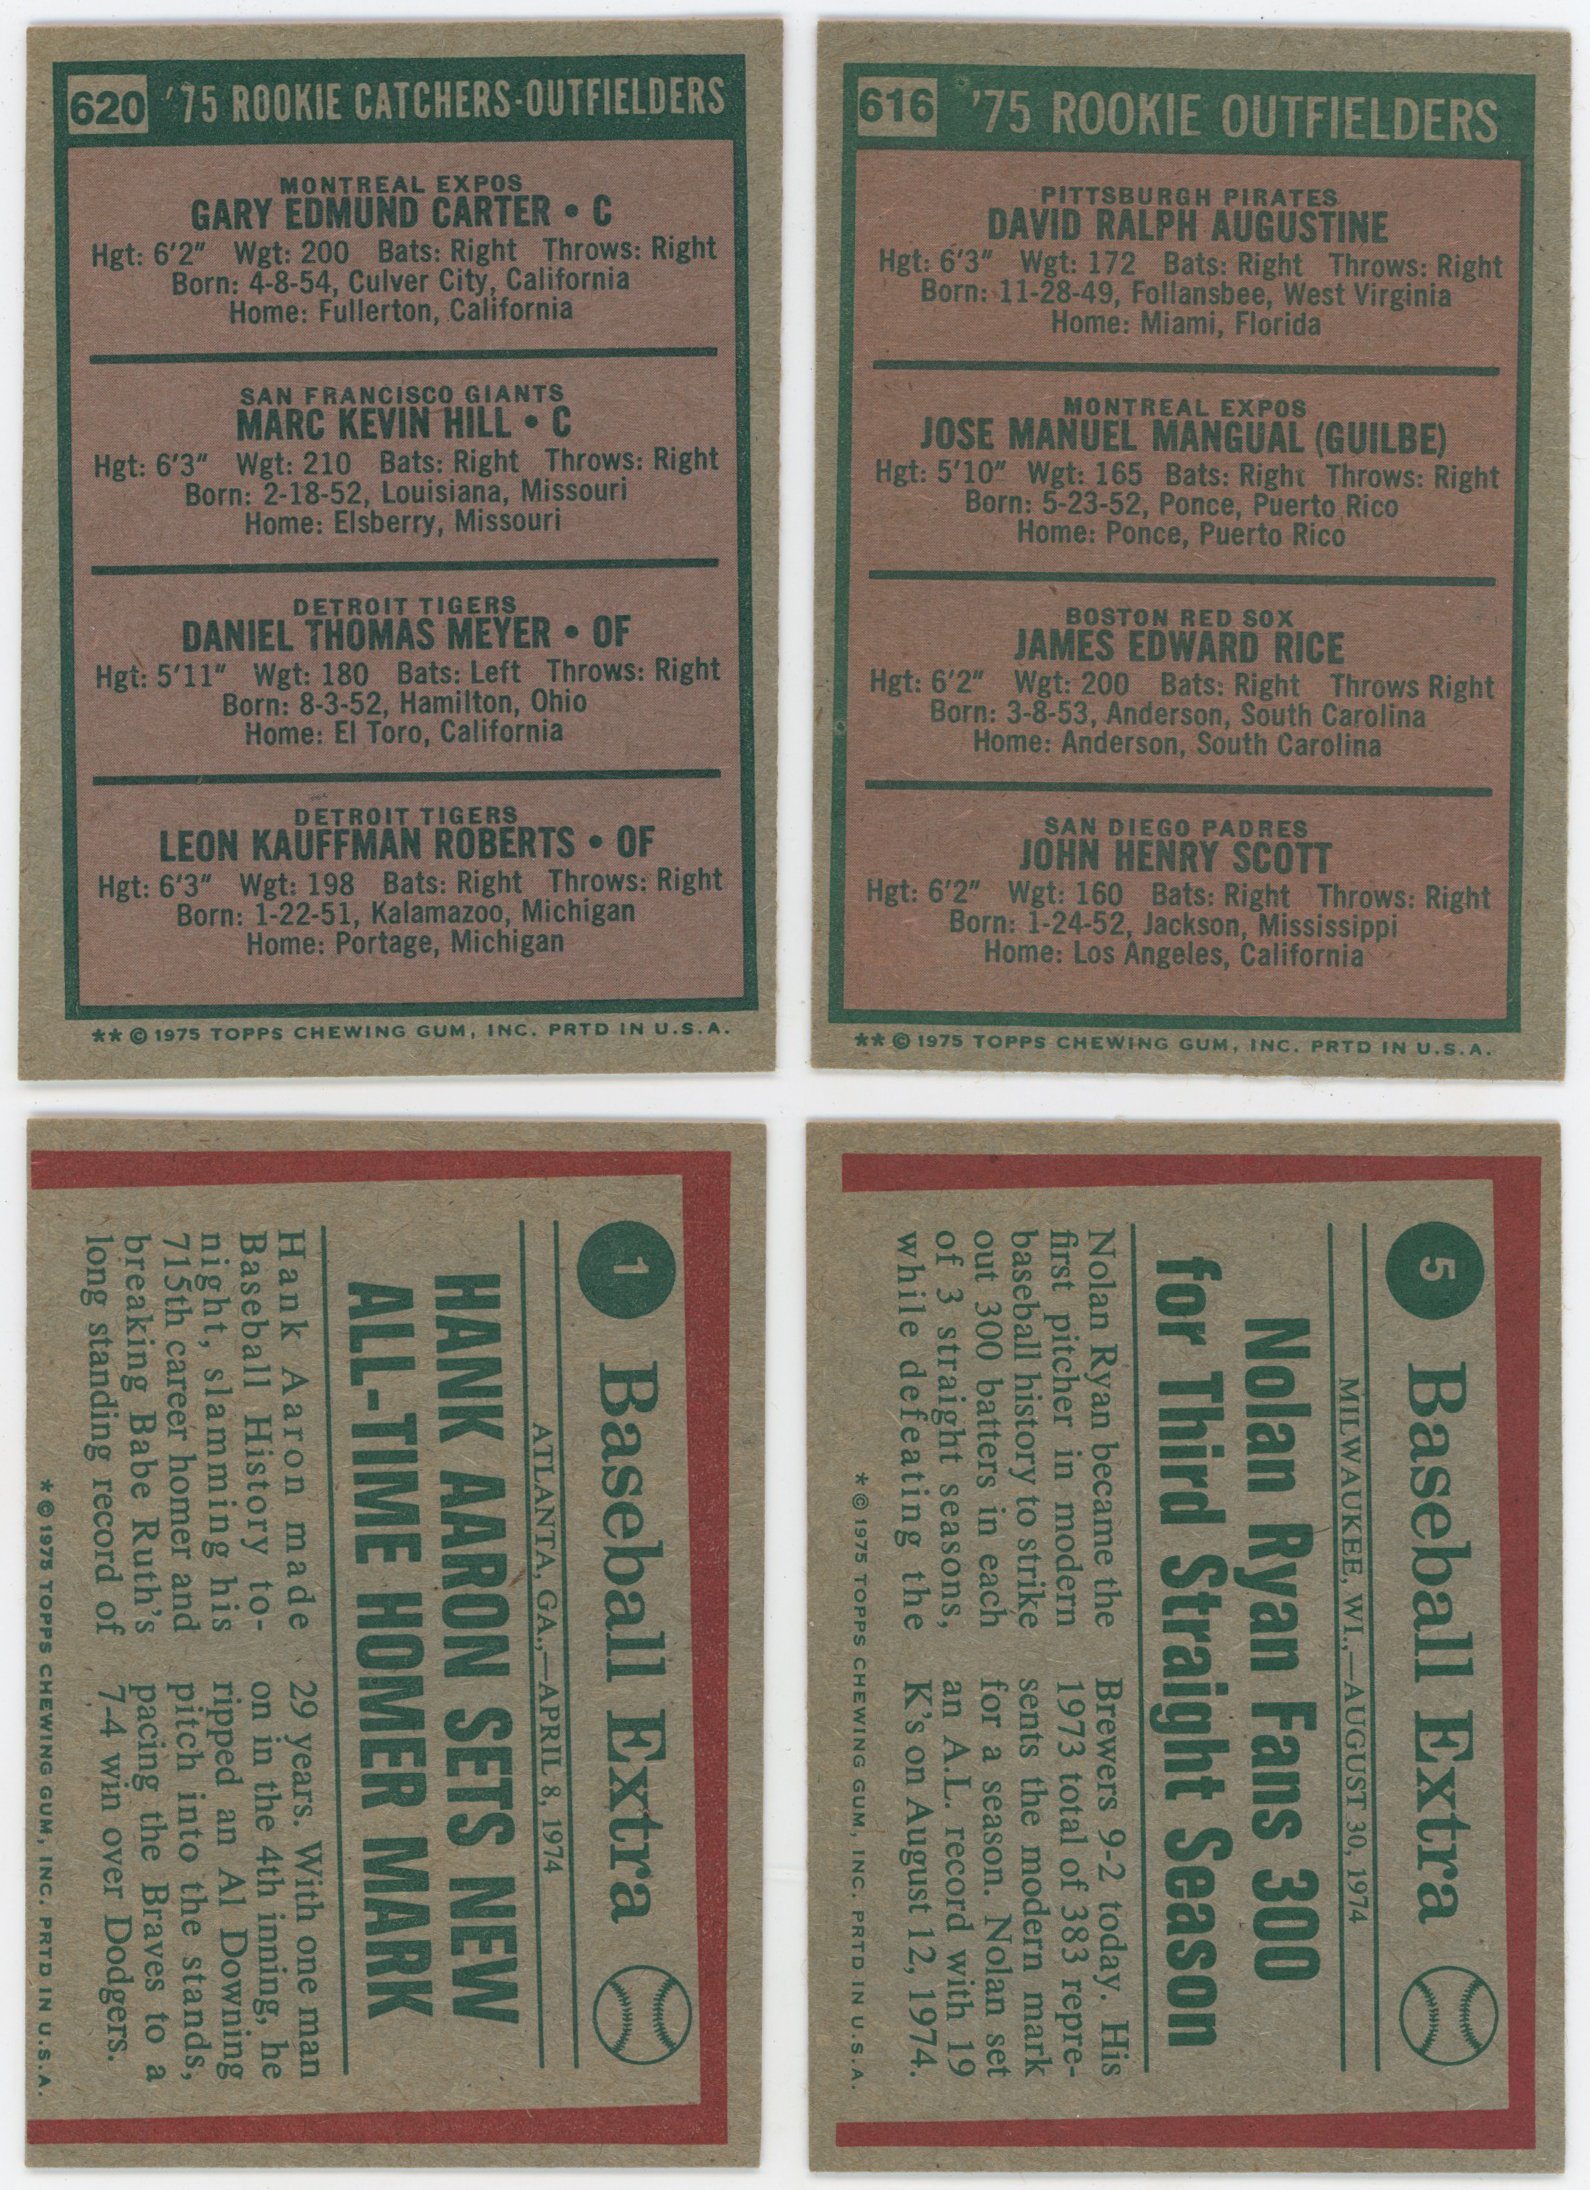 620 '75 ROOKIE CATCHERS-OUTFIELDERS
MONTREAL EXPOS
GARY EDMUND CARTER • C
Hgt: 6'2" Wgt: 200 Bats: Right Throws: Right
Born: 4-8-54, Culver City, California
Home: Fullerton, California
SAN FRANCISCO GIANTS
MARC KEVIN HILL • C
Hgt: 6'3" Wgt: 210 Bats: Right Throws: Right
Born: 2-18-52, Louisiana, Missouri
Home: Elsberry, Missouri
DETROIT TIGERS
DANIEL THOMAS MEYER • OF
Hgt: 5'11" Wgt: 180 Bats: Left Throws: Right
Born: 8-3-52, Hamilton, Ohio
Home: El Toro, California
DETROIT TIGERS
LEON KAUFFMAN ROBERTS • OF
Hgt: 6'3" Wgt: 198 Bats: Right Throws: Right
Born: 1-22-51, Kalamazoo, Michigan
Home: Portage, Michigan
** © 1975 TOPPS CHEWING GUM, INC. PRTD IN U.S.A.
616 '75 ROOKIE OUTFIELDERS
PITTSBURGH PIRATES
DAVID RALPH AUGUSTINE
Hgt: 6'3" Wgt: 172 Bats: Right Throws: Right
Born: 11-28-49, Follansbee, West Virginia
Home: Miami, Florida
MONTREAL EXPOS
JOSE MANUEL MANGUAL (GUILBE)
Hgt: 5'10" Wgt: 165 Bats: Right Throws: Right
Born: 5-23-52, Ponce, Puerto Rico
Home: Ponce, Puerto Rico
BOSTON RED SOX
JAMES EDWARD RICE
Hgt: 6'2" Wgt: 200 Bats: Right Throws Right
Born: 3-8-53, Anderson, South Carolina
Home: Anderson, South Carolina
SAN DIEGO PADRES
JOHN HENRY SCOTT
Hgt: 6'2" Wgt: 160 Bats: Right Throws: Right
Born: 1-24-52, Jackson, Mississippi
Home: Los Angeles, California
** © 1975 TOPPS CHEWING GUM, INC. PRTD IN U.S.A.
1 Baseball Extra
ATLANTA, GA.,—APRIL 8, 1974
HANK AARON SETS NEW
ALL-TIME HOMER MARK
Hank Aaron made
Baseball History to-
night, slamming his
715th career homer and
breaking Babe Ruth's
long standing record of
29 years. With one man
on in the 4th inning, he
ripped an Al Downing
pitch into the stands,
pacing the Braves to a
7-4 win over Dodgers.
* © 1975 TOPPS CHEWING GUM, INC. PRTD IN U.S.A.
5 Baseball Extra
MILWAUKEE, WI.,—AUGUST 30, 1974
Nolan Ryan Fans 300
for Third Straight Season
Nolan Ryan became the
first pitcher in modern
baseball history to strike
out 300 batters in each
of 3 straight seasons,
while defeating the
Brewers 9-2 today. His
1973 total of 383 repre-
sents the modern mark
for a season. Nolan set
an A.L. record with 19
K's on August 12, 1974.
* © 1975 TOPPS CHEWING GUM, INC. PRTD IN U.S.A.